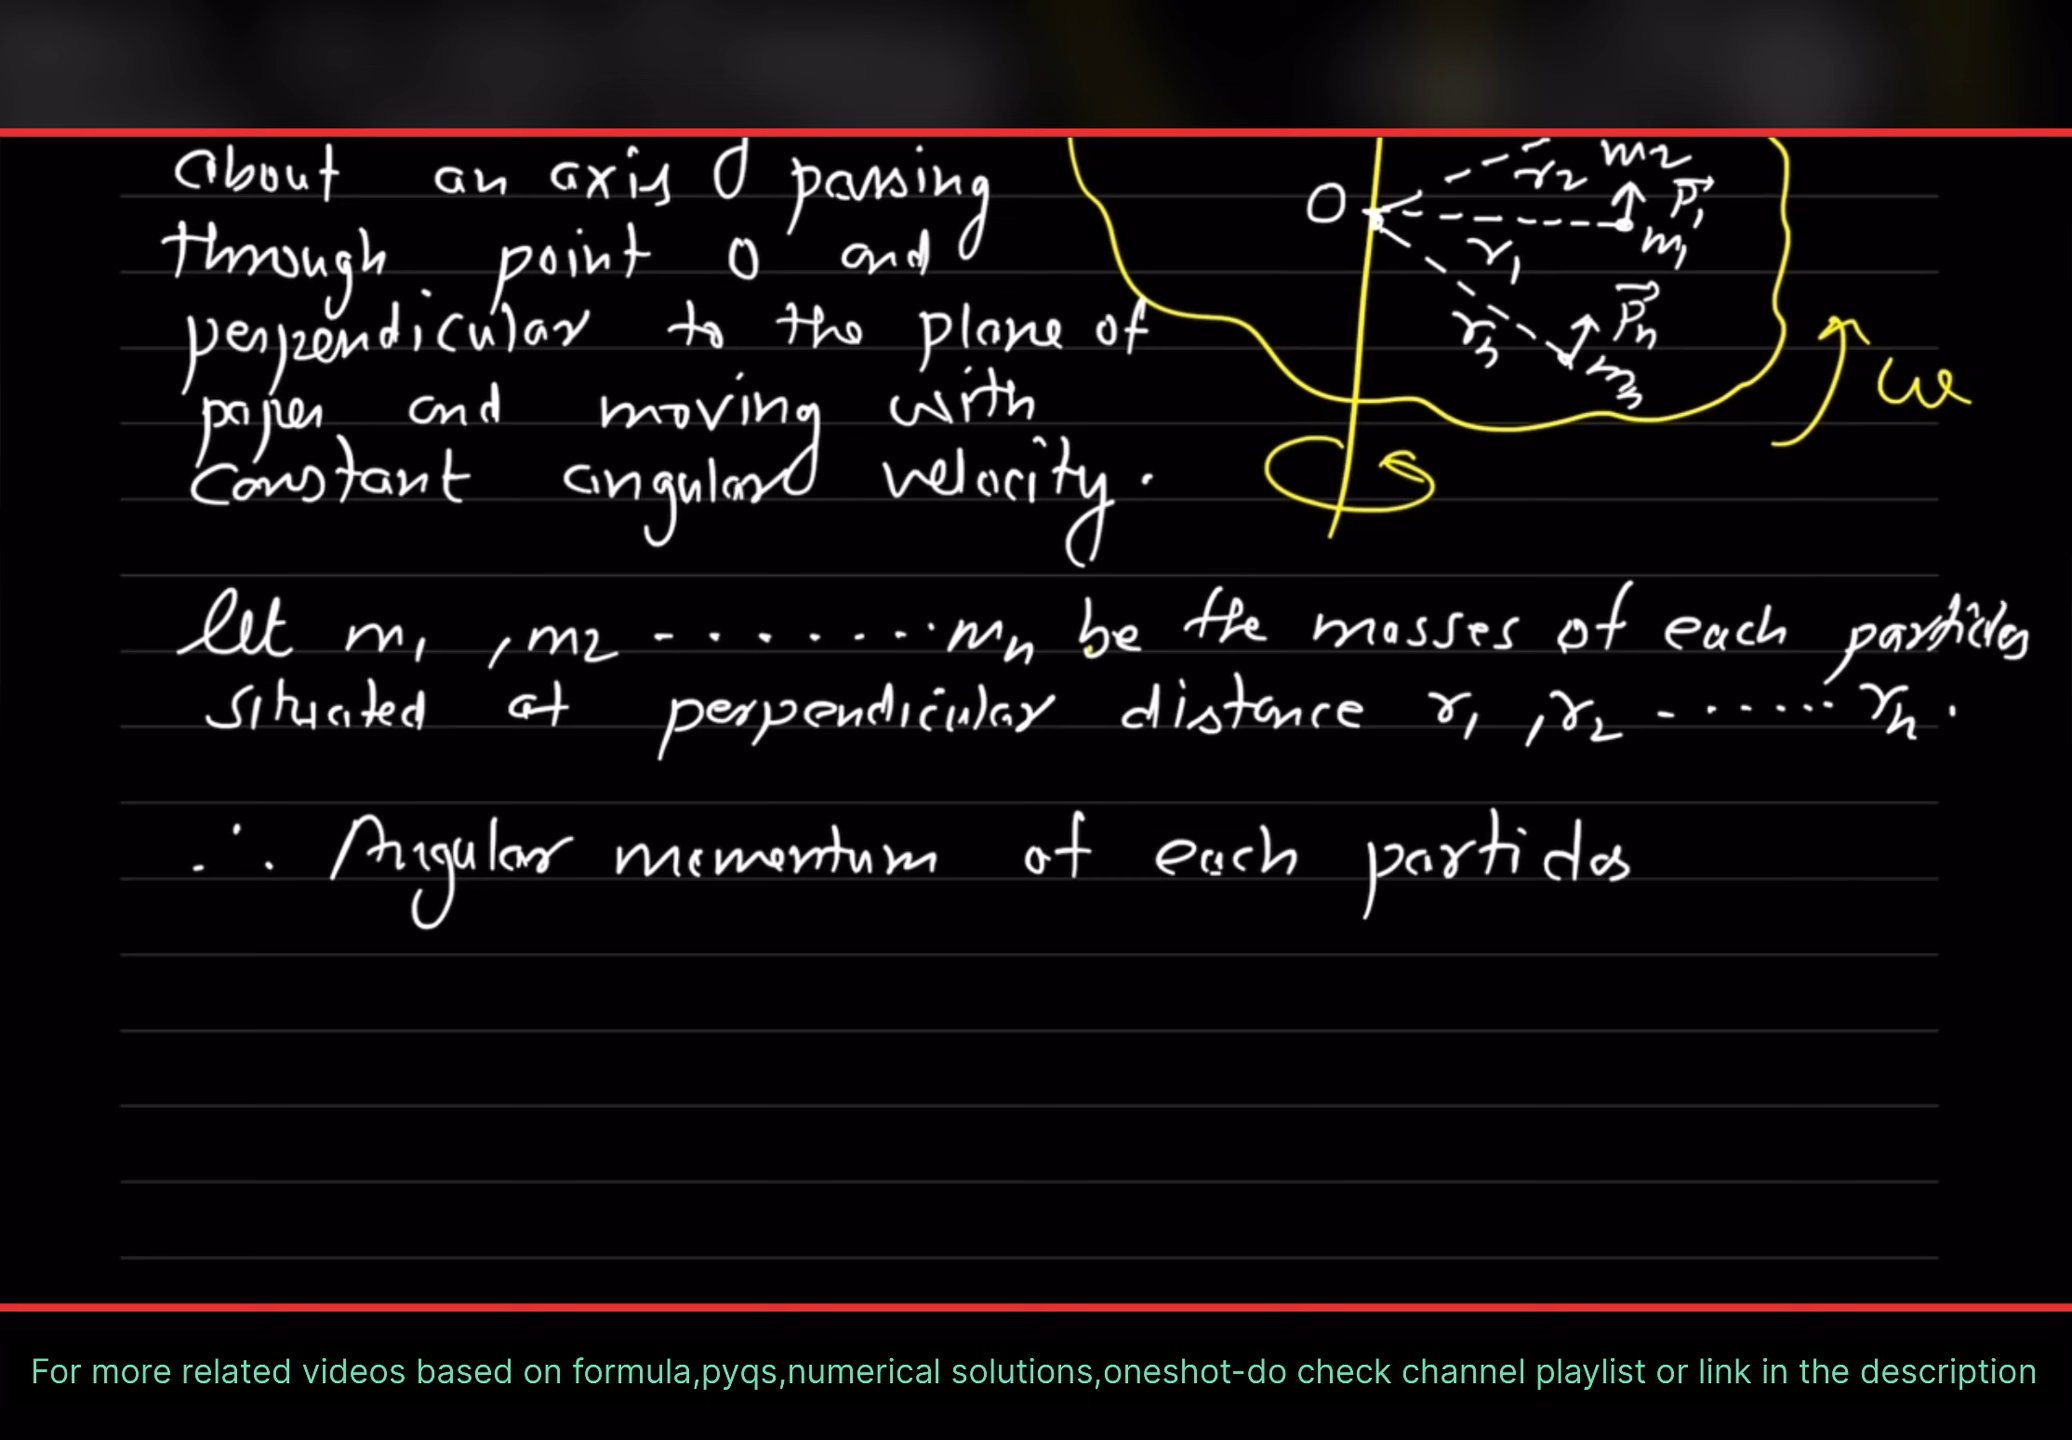 About an axis passing
O
m2
r2
P1
m1
through point O and
r1
Pn
perpendicular to the plane of
rn
ω
paper and moving with
constant angular velocity.
let m1 , m2 - . . . . . - . mn be the masses of each particles
situated at perpendicular distance r1 , r2 - . . . . . . rn .
∴ Angular momentum of each particles
For more related videos based on formula,pyqs,numerical solutions,oneshot-do check channel playlist or link in the description